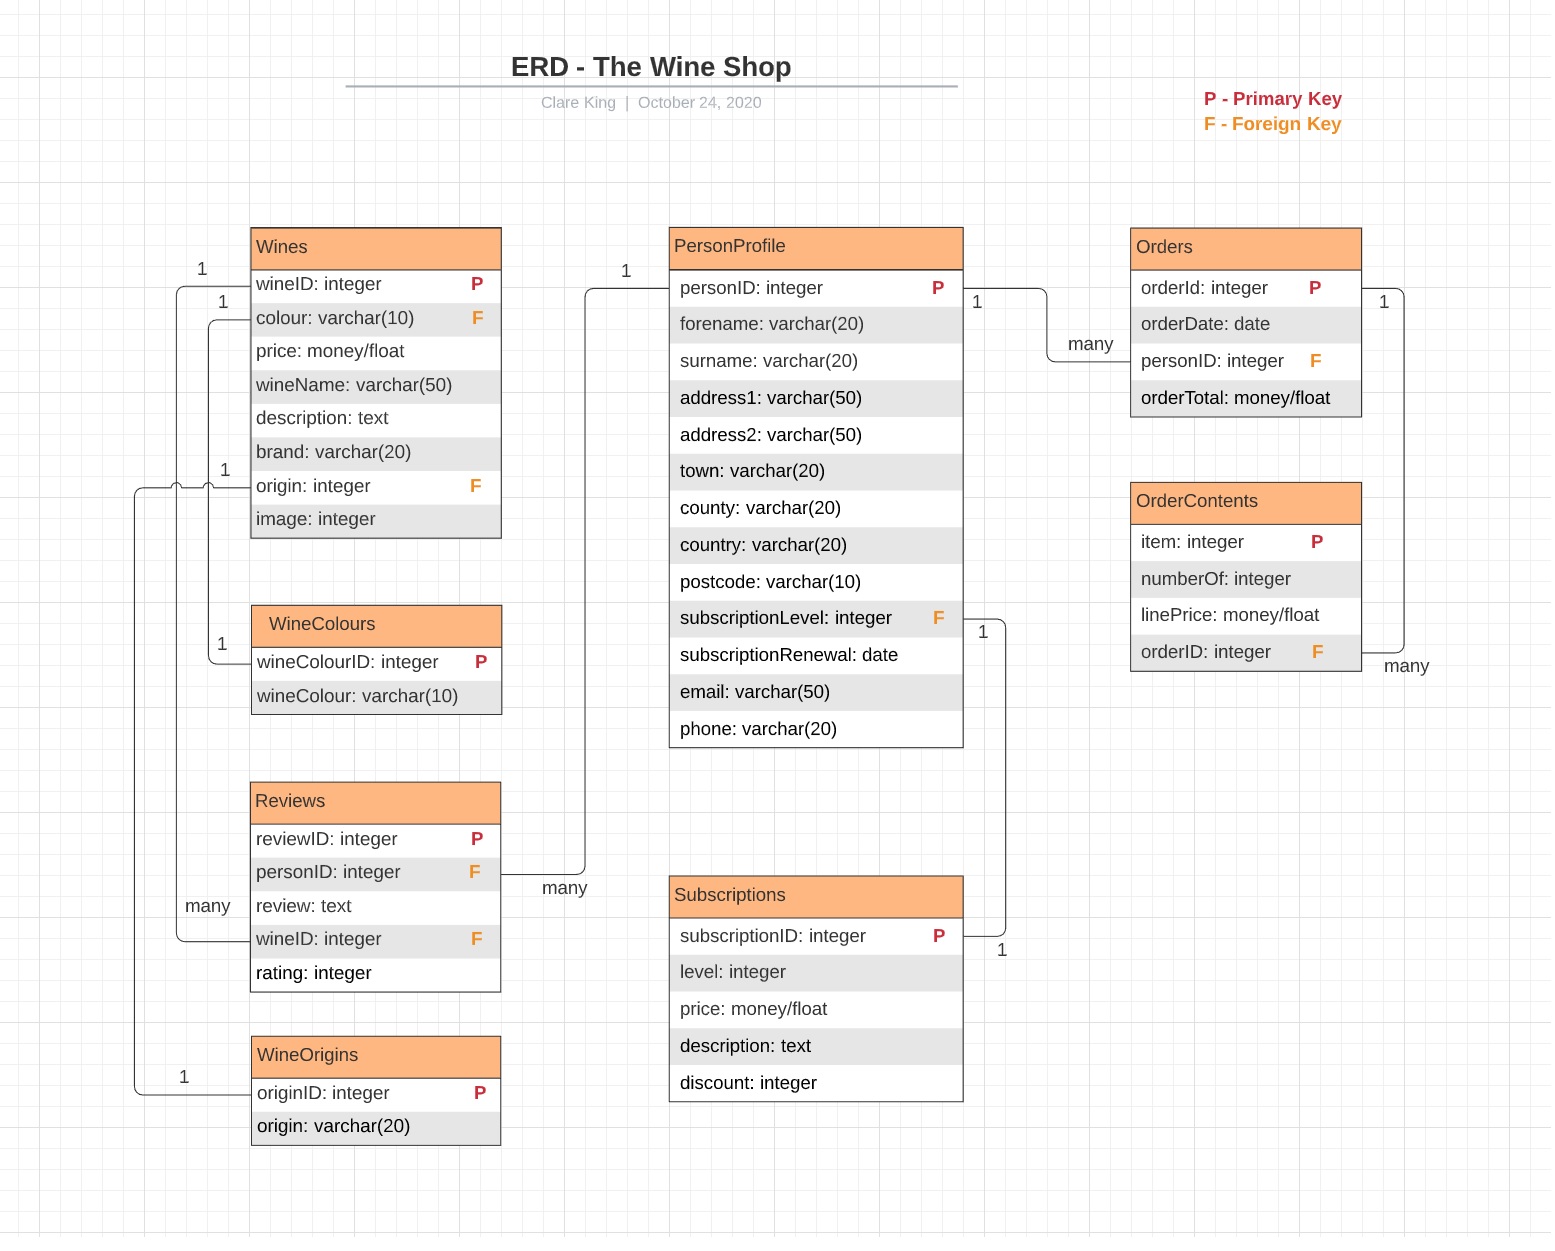 ERD - The Wine Shop
Clare King | October 24, 2020
P - Primary Key
F - Foreign Key
Wines
wineID: integer P
colour: varchar(10) F
price: money/float
wineName: varchar(50)
description: text
brand: varchar(20)
origin: integer F
image: integer
1
1
1
WineColours
wineColourID: integer P
wineColour: varchar(10)
1
Reviews
reviewID: integer P
personID: integer F
review: text
wineID: integer F
rating: integer
many
many
WineOrigins
originID: integer P
origin: varchar(20)
1
PersonProfile
personID: integer P
forename: varchar(20)
surname: varchar(20)
address1: varchar(50)
address2: varchar(50)
town: varchar(20)
county: varchar(20)
country: varchar(20)
postcode: varchar(10)
subscriptionLevel: integer F
subscriptionRenewal: date
email: varchar(50)
phone: varchar(20)
1
1
1
Subscriptions
subscriptionID: integer P
level: integer
price: money/float
description: text
discount: integer
1
Orders
orderId: integer P
orderDate: date
personID: integer F
orderTotal: money/float
many
1
OrderContents
item: integer P
numberOf: integer
linePrice: money/float
orderID: integer F
many